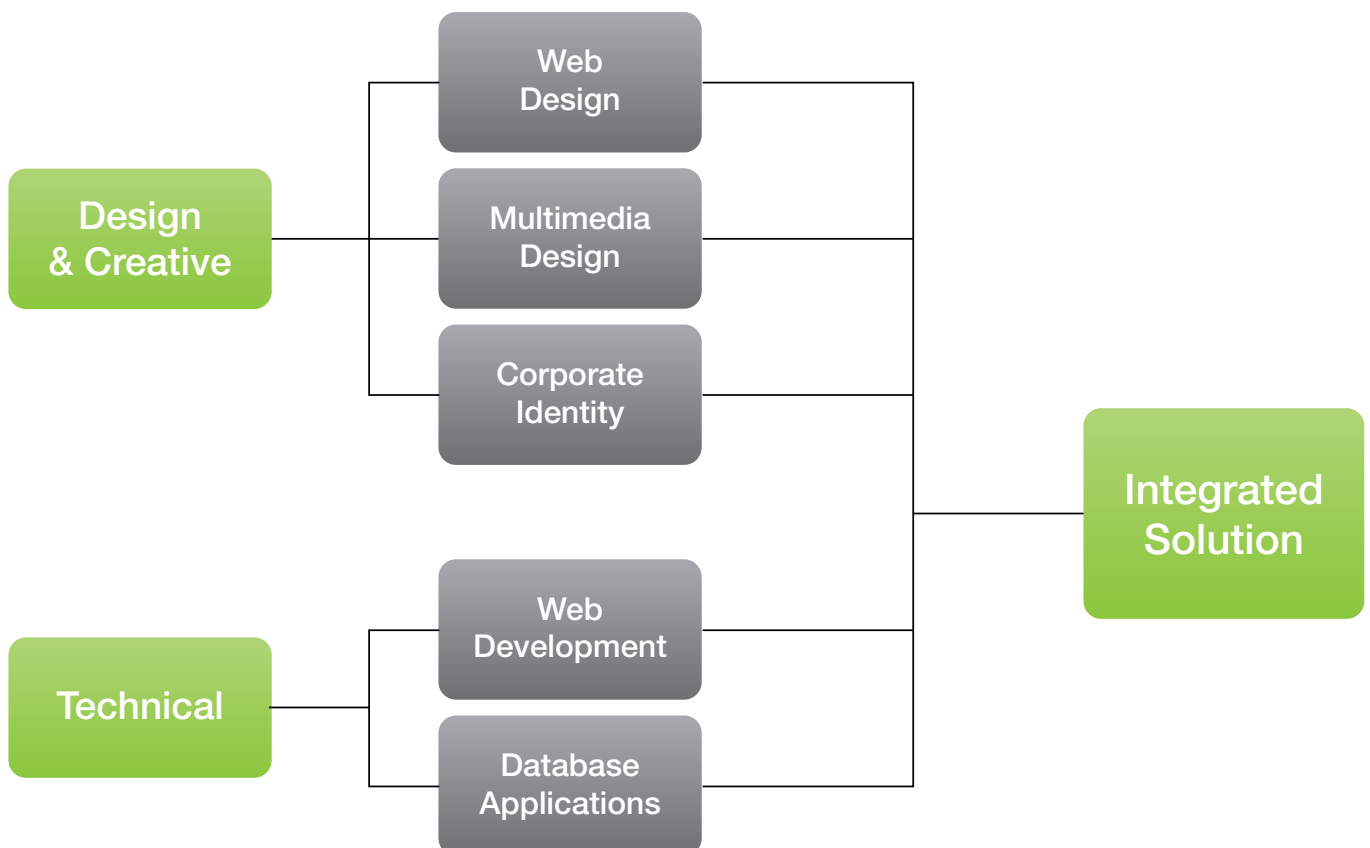 Web
Design
Design
& Creative
Multimedia
Design
Corporate
Identity
Integrated
Solution
Web
Development
Technical
Database
Applications